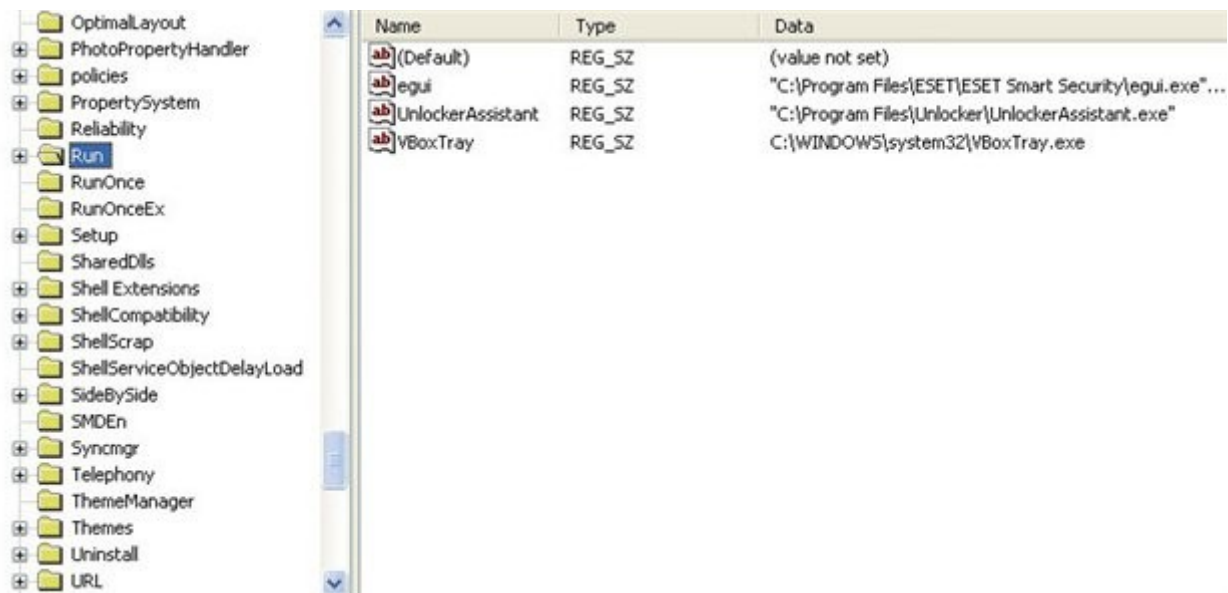 OptimalLayout
PhotoPropertyHandler
policies
PropertySystem
Reliability
Run
RunOnce
RunOnceEx
Setup
SharedDlls
Shell Extensions
ShellCompatibility
ShellScrap
ShellServiceObjectDelayLoad
SideBySide
SMDEn
Syncmgr
Telephony
ThemeManager
Themes
Uninstall
URL
Name Type Data
(Default) REG_SZ (value not set)
egui REG_SZ "C:\Program Files\ESET\ESET Smart Security\egui.exe"...
UnlockerAssistant REG_SZ "C:\Program Files\Unlocker\UnlockerAssistant.exe"
VBoxTray REG_SZ C:\WINDOWS\system32\VBoxTray.exe